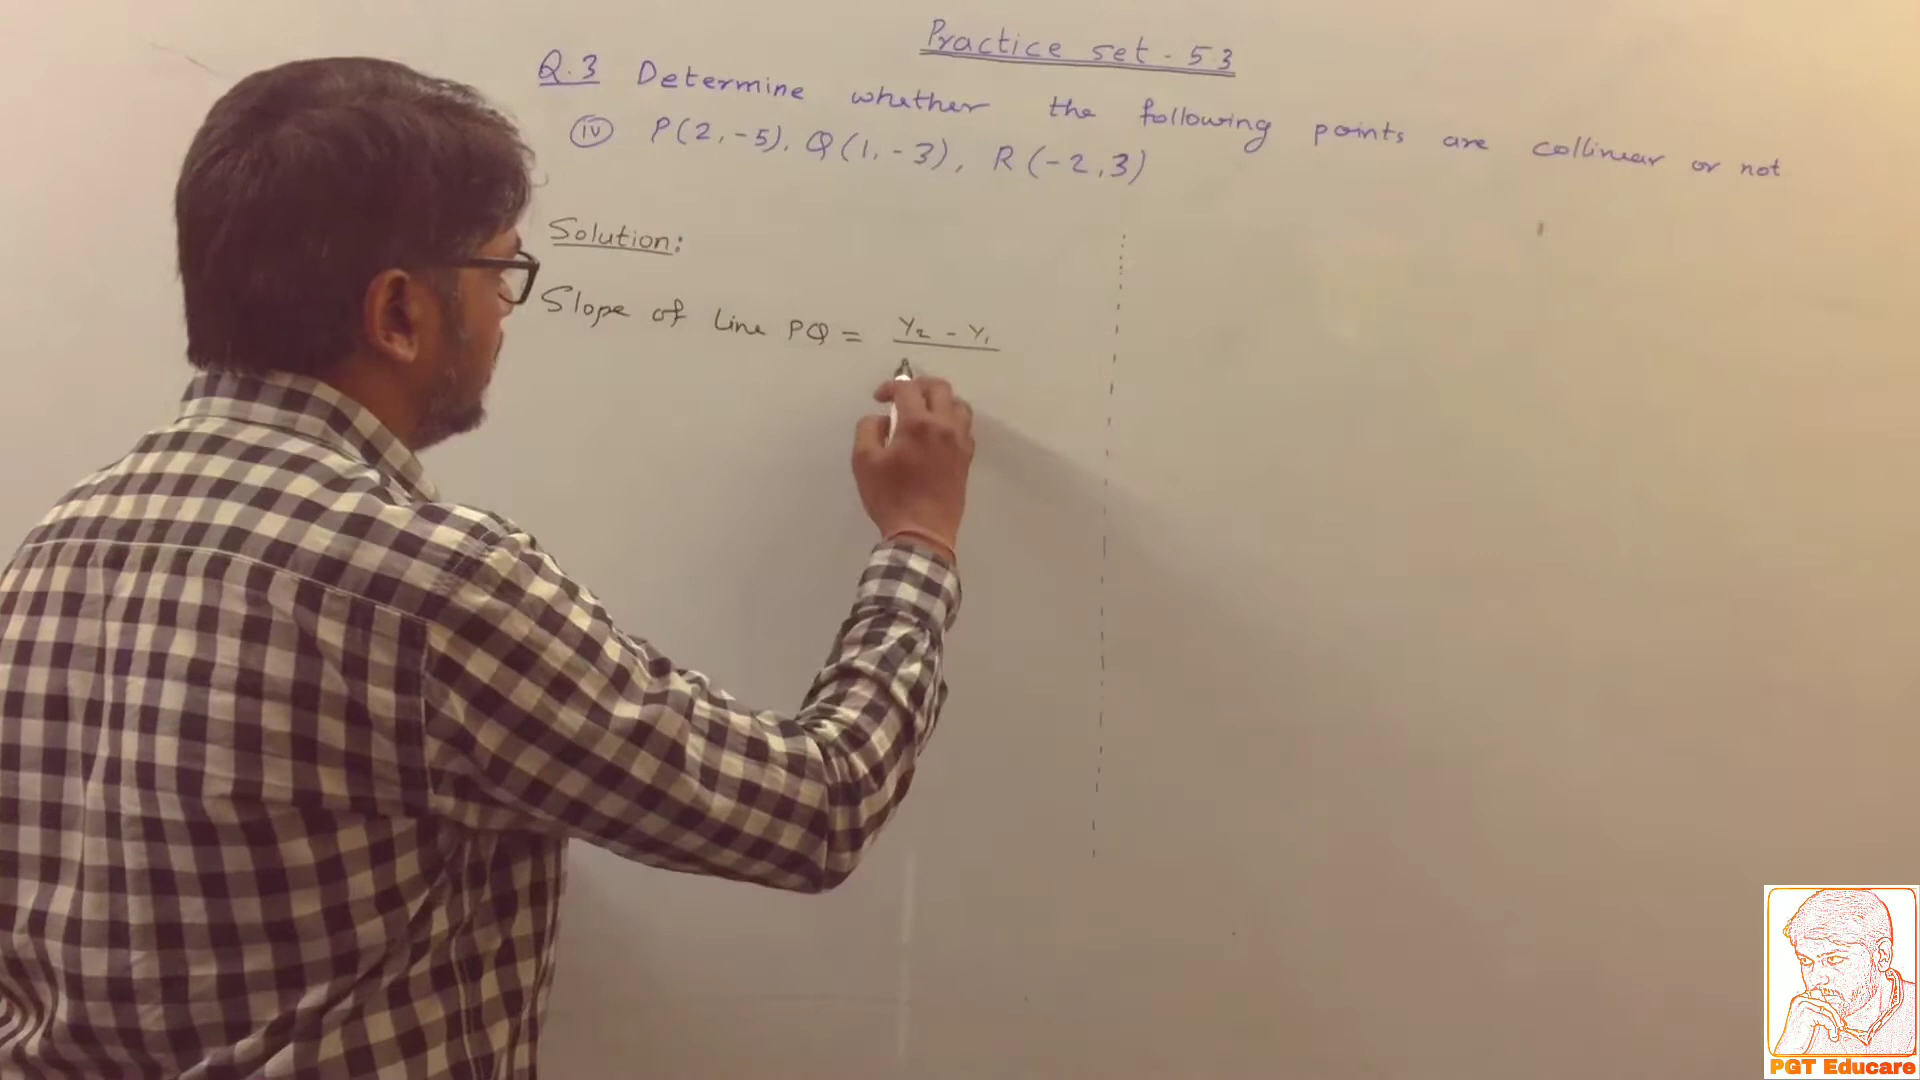 Practice set - 5.3
Q.3 Determine whether the following points are collinear or not
(iv) P(2,-5), Q(1,-3), R(-2,3)
Solution:
Slope of Line PQ = y₂ - y₁
PGT Educare